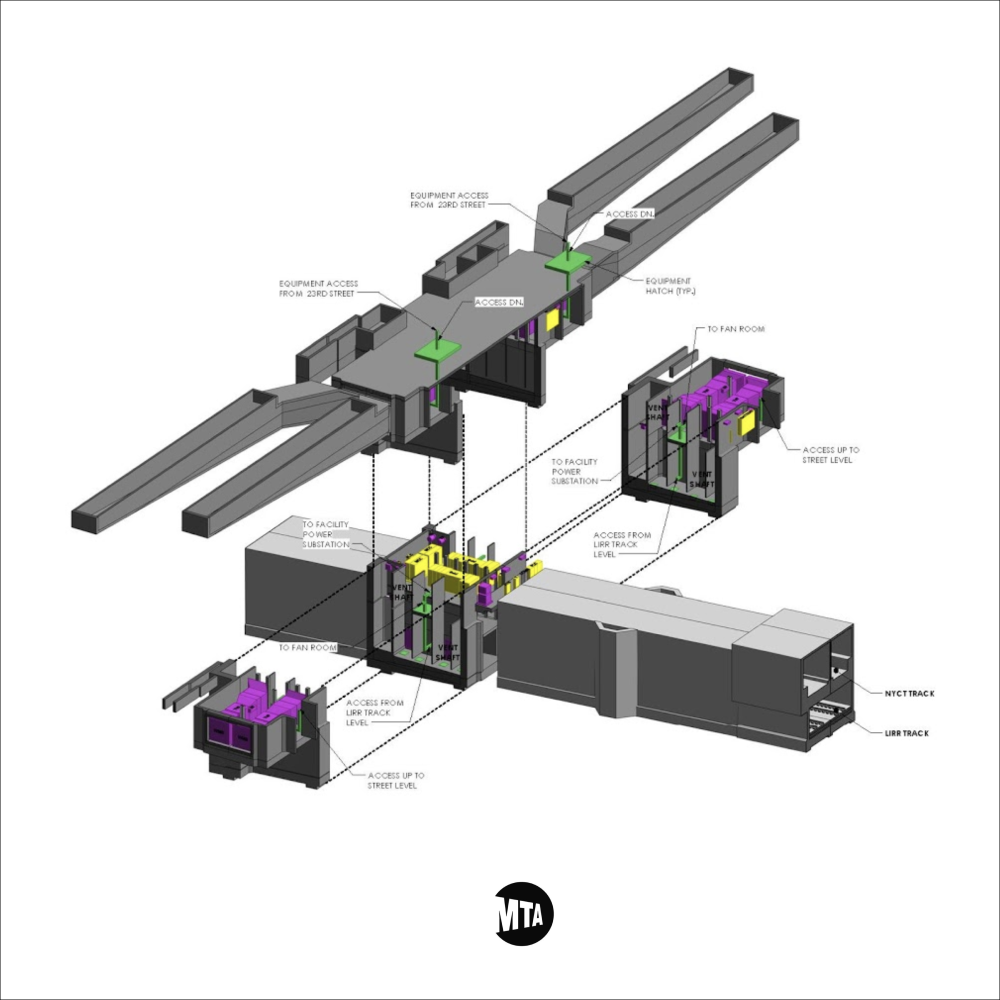 EQUIPMENT ACCESS
FROM 23RD STREET
ACCESS DN.
EQUIPMENT ACCESS
FROM 23RD STREET
ACCESS DN.
EQUIPMENT
HATCH (TYP.)
TO FAN ROOM
VENT
SHAFT
ACCESS UP TO
STREET LEVEL
TO FACILITY
POWER
SUBSTATION
VENT
SHAFT
ACCESS FROM
LIRR TRACK
LEVEL
TO FACILITY
POWER
SUBSTATION
VENT
SHAFT
VENT
SHAFT
TO FAN ROOM
ACCESS FROM
LIRR TRACK
LEVEL
NYCT TRACK
LIRR TRACK
ACCESS UP TO
STREET LEVEL
MTA